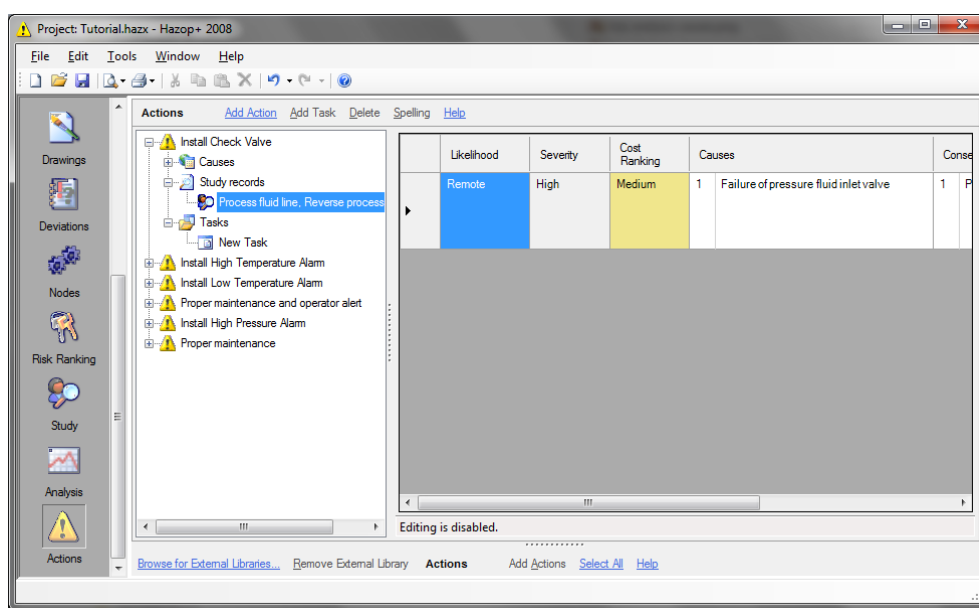 Project: Tutorial.hazx - Hazop+ 2008
File Edit Tools Window Help
Drawings
Deviations
Nodes
Risk Ranking
Study
Analysis
Actions
Actions Add Action Add Task Delete Spelling Help
Install Check Valve
Causes
Study records
Process fluid line, Reverse process
Tasks
New Task
Install High Temperature Alarm
Install Low Temperature Alarm
Proper maintenance and operator alert
Install High Pressure Alarm
Proper maintenance
Likelihood Severity Cost Ranking Causes Conse
Remote High Medium 1 Failure of pressure fluid inlet valve 1 P
Editing is disabled.
Browse for External Libraries... Remove External Library Actions Add Actions Select All Help